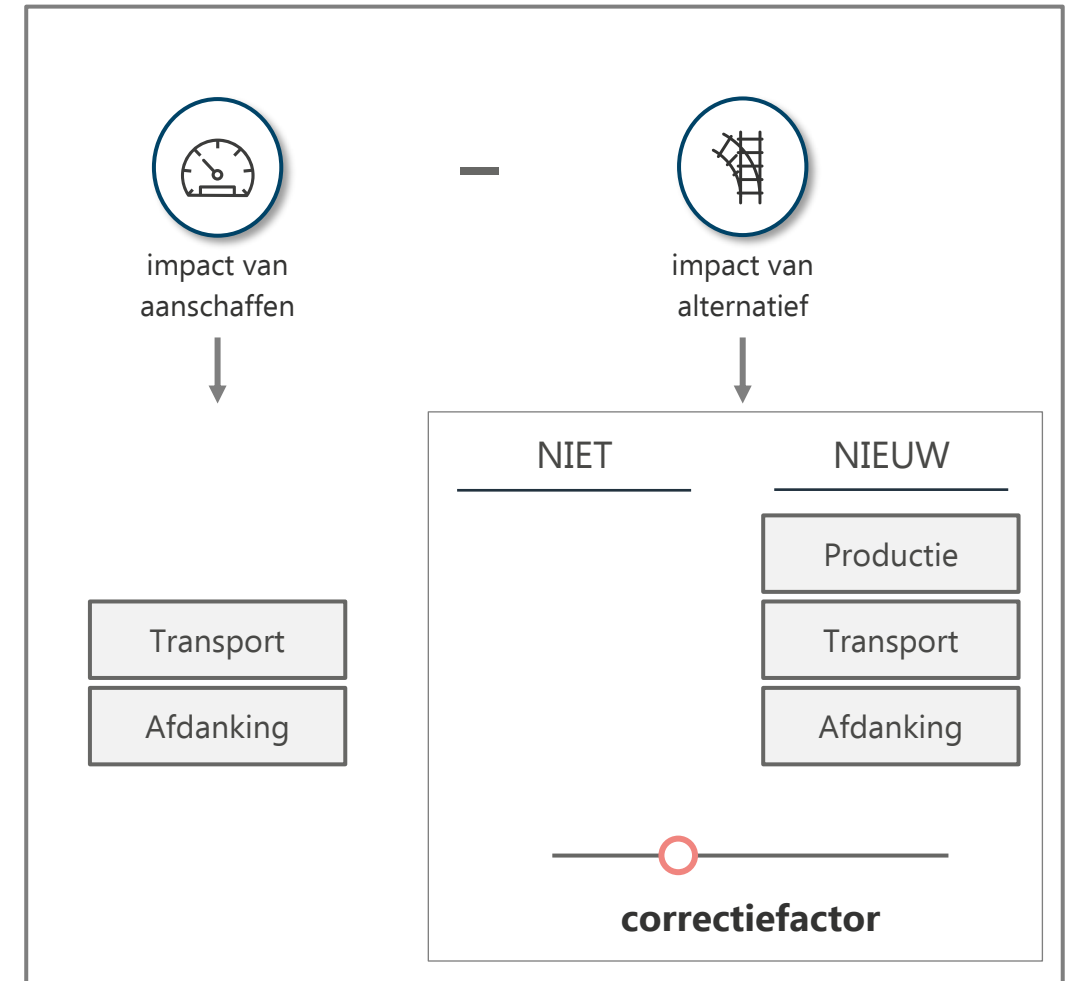 impact van
aanschaffen
impact van
alternatief
NIET
NIEUW
Productie
Transport
Transport
Afdanking
Afdanking
correctiefactor